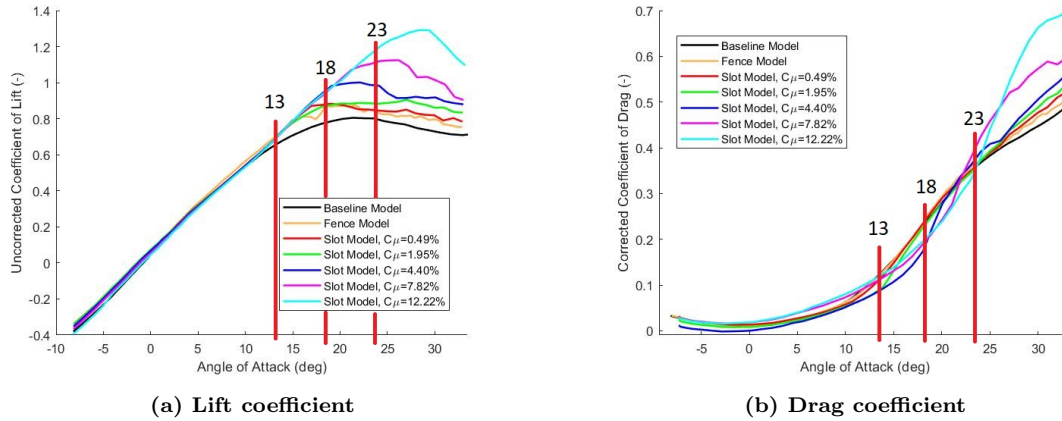 1.4
1.2
1
0.8
0.6
0.4
0.2
0
-0.2
-0.4
-10
-5
0
5
10
15
20
25
30
Uncorrected Coefficient of Lift (-)
Angle of Attack (deg)
13
18
23
Baseline Model
Fence Model
Slot Model, Cμ=0.49%
Slot Model, Cμ=1.95%
Slot Model, Cμ=4.40%
Slot Model, Cμ=7.82%
Slot Model, Cμ=12.22%
(a) Lift coefficient
0.7
0.6
0.5
0.4
0.3
0.2
0.1
0
-5
0
5
10
15
20
25
30
Corrected Coefficient of Drag (-)
Angle of Attack (deg)
13
18
23
Baseline Model
Fence Model
Slot Model, Cμ=0.49%
Slot Model, Cμ=1.95%
Slot Model, Cμ=4.40%
Slot Model, Cμ=7.82%
Slot Model, Cμ=12.22%
(b) Drag coefficient